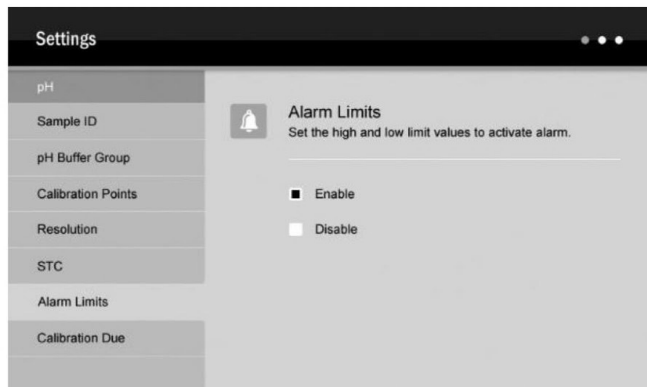 Settings
pH
Sample ID
pH Buffer Group
Calibration Points
Resolution
STC
Alarm Limits
Calibration Due
Alarm Limits
Set the high and low limit values to activate alarm.
Enable
Disable